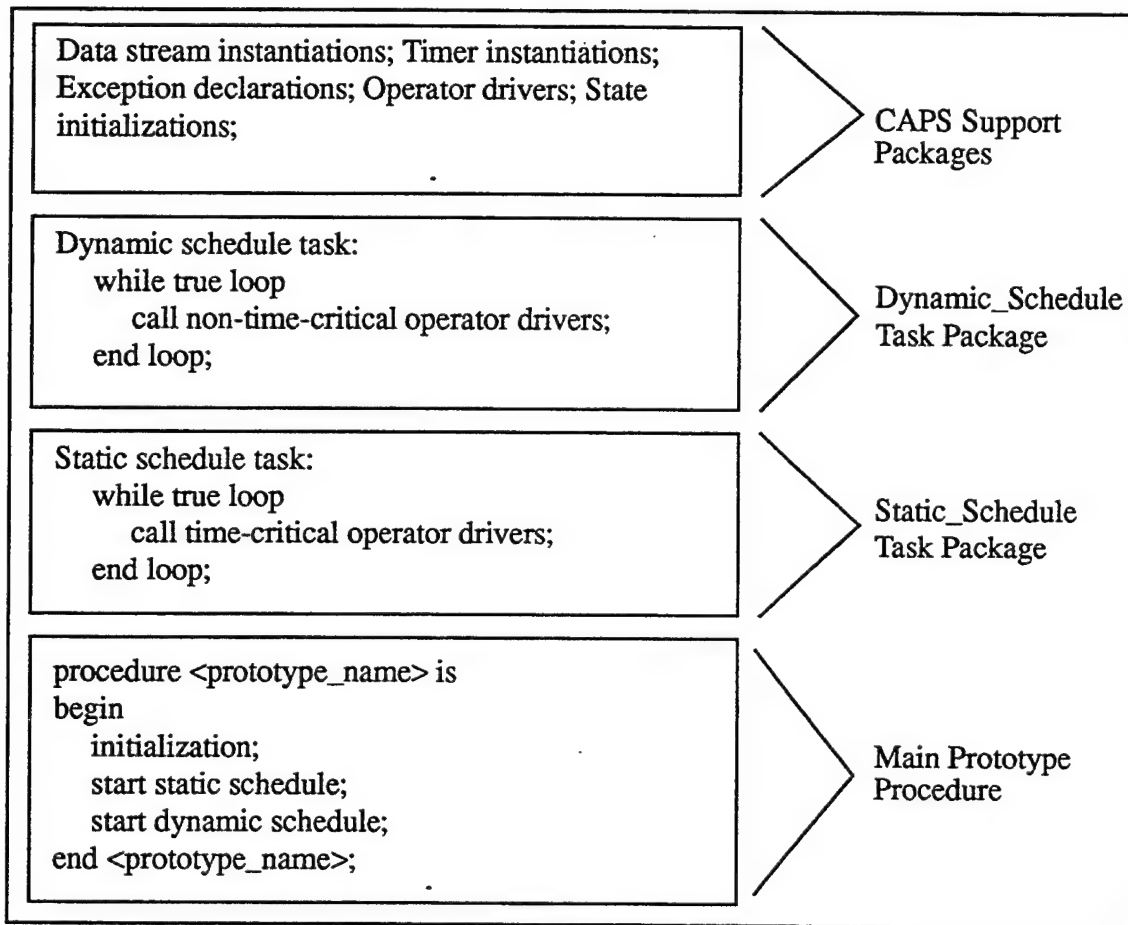 Data stream instantiations; Timer instantiations;
Exception declarations; Operator drivers; State
initializations;
CAPS Support
Packages
Dynamic schedule task:
while true loop
call non-time-critical operator drivers;
end loop;
Dynamic_Schedule
Task Package
Static schedule task:
while true loop
call time-critical operator drivers;
end loop;
Static_Schedule
Task Package
procedure <prototype_name> is
begin
initialization;
start static schedule;
start dynamic schedule;
end <prototype_name>;
Main Prototype
Procedure